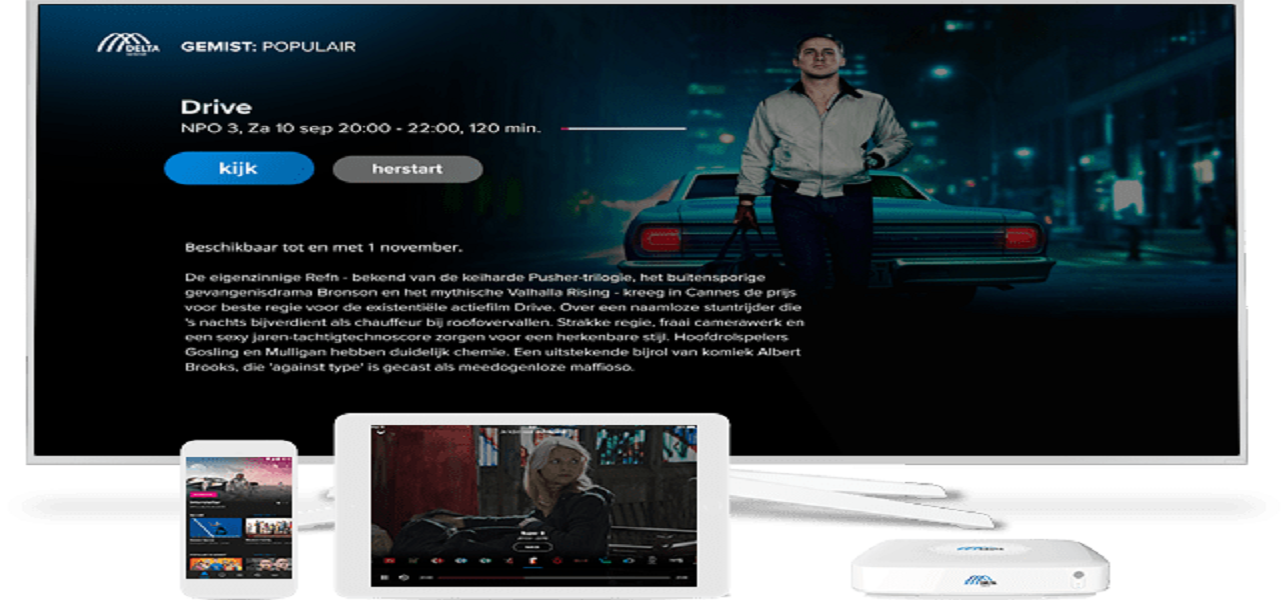 DELTA
GEMIST: POPULAIR
Drive
NPO 3, Za 10 sep 20:00 - 22:00, 120 min.
kijk
herstart
Beschikbaar tot en met 1 november.
De eigenzinnige Refn - bekend van de keiharde Pusher-trilogie, het buitensporige
gevangenisdrama Bronson en het mythische Valhalla Rising - kreeg in Cannes de prijs
voor beste regie voor de existentiële actiefilm Drive. Over een naamloze stuntrijder die
's nachts bijverdient als chauffeur bij roofovervallen. Strakke regie, fraai camerawerk en
een sexy jaren-tachtigtechnoscore zorgen voor een herkenbare stijl. Hoofdrolspelers
Gosling en Mulligan hebben duidelijk chemie. Een uitstekende bijrol van komiek Albert
Brooks, die 'against type' is gecast als meedogenloze maffioso.
DELTA